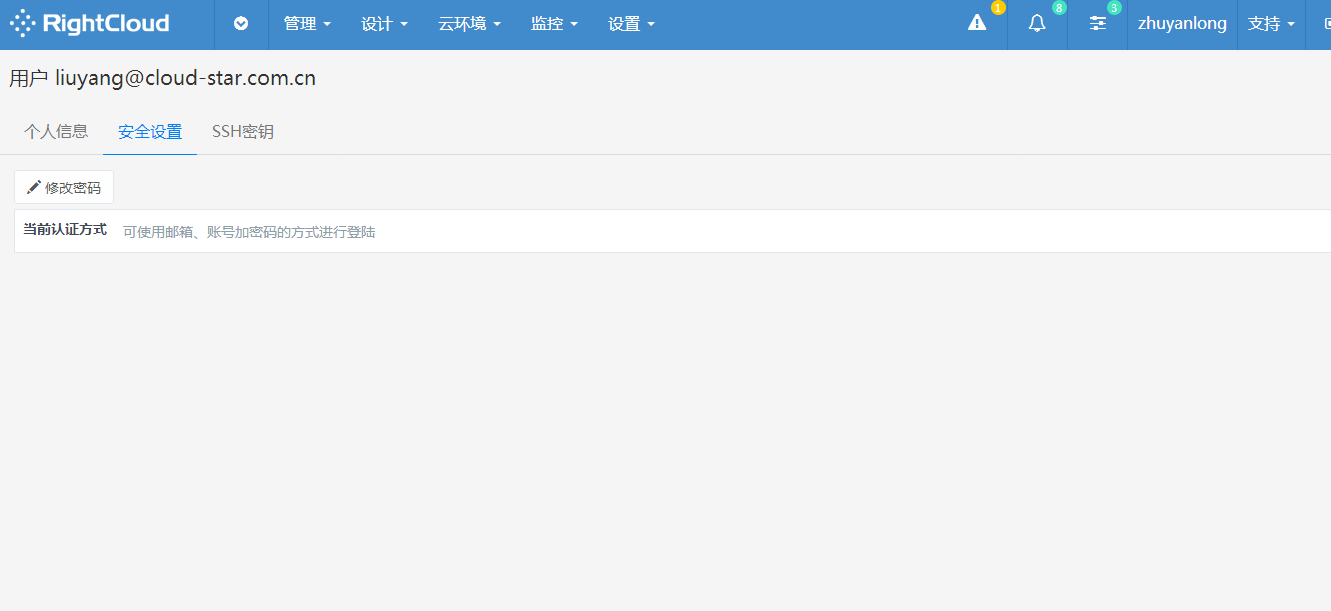 RightCloud 管理 设计 云环境 监控 设置 1 8 3 zhuyanlong 支持
用户 liuyang@cloud-star.com.cn
个人信息 安全设置 SSH密钥
修改密码
当前认证方式 可使用邮箱、账号加密码的方式进行登陆